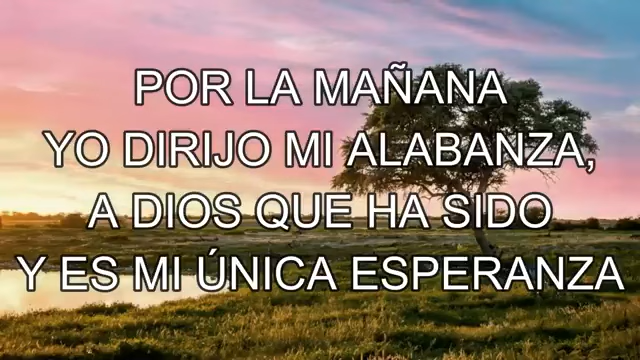 POR LA MAÑANA
YO DIRIJO MI ALABANZA,
A DIOS QUE HA SIDO
Y ES MI ÚNICA ESPERANZA